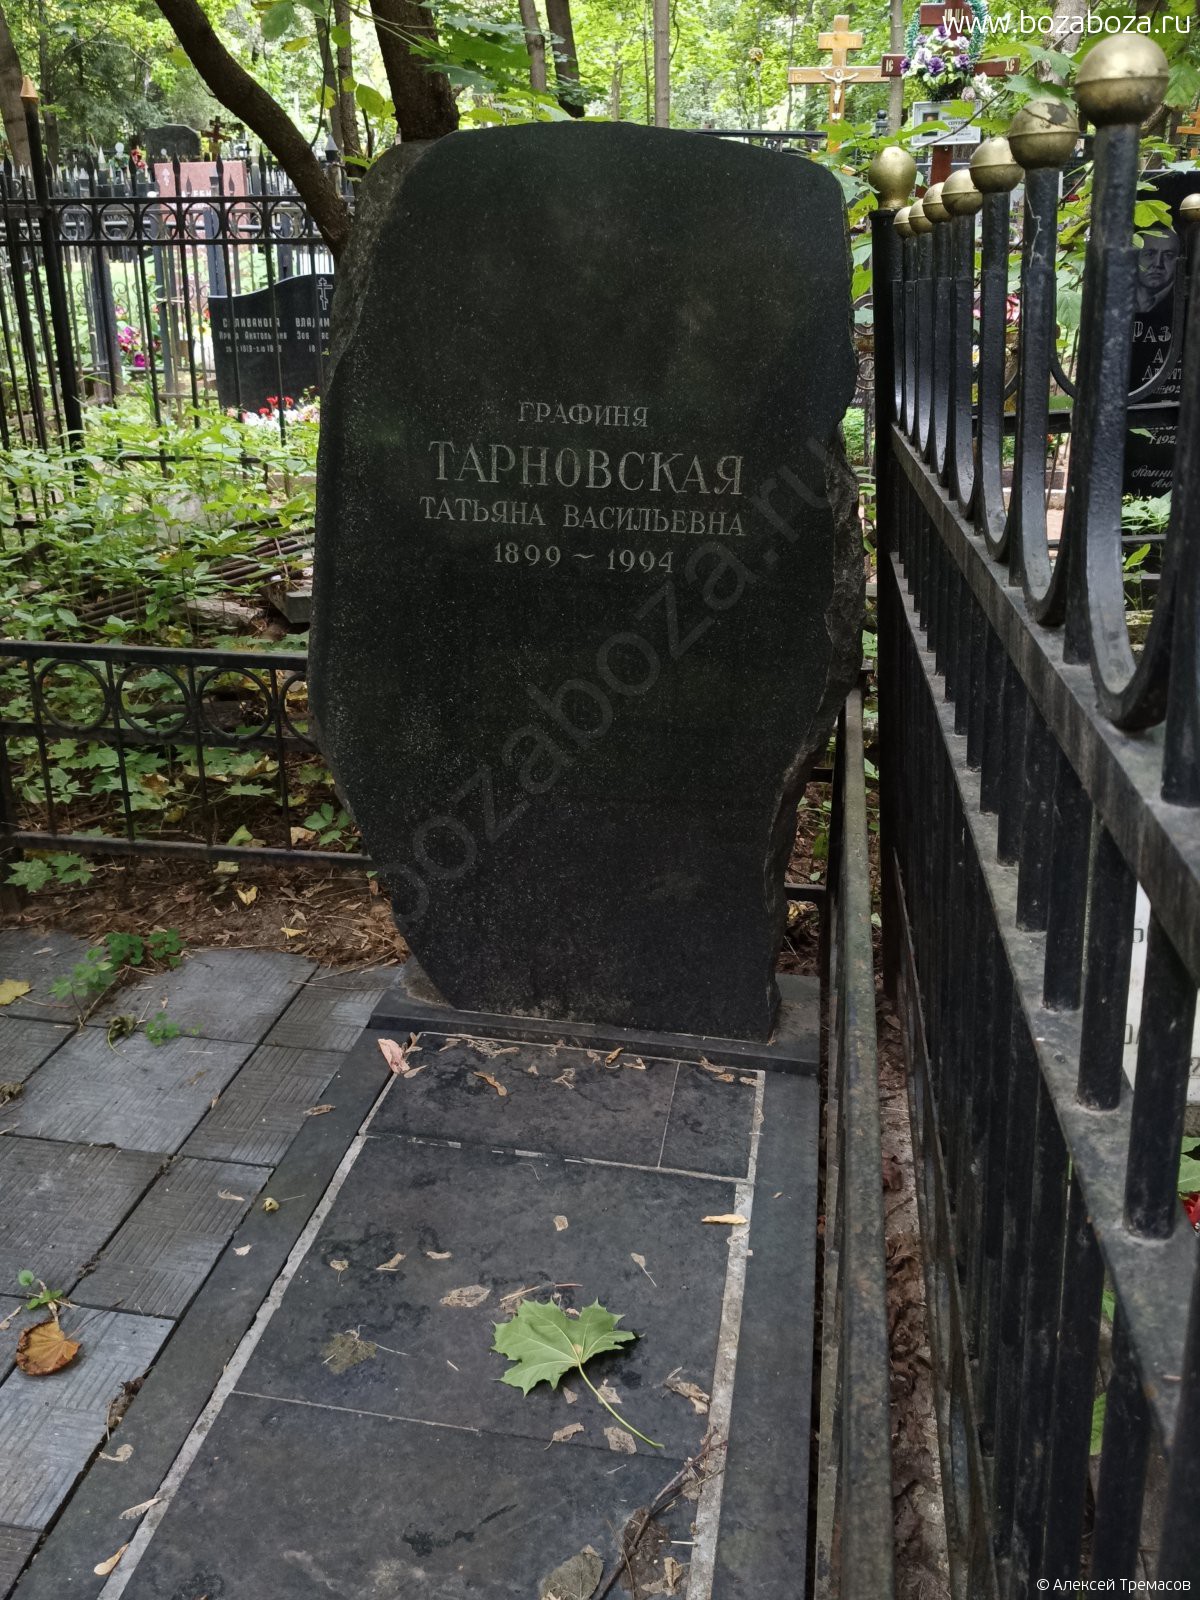 www.bozaboza.ru
ГРАФИНЯ
ТАРНОВСКАЯ
ТАТЬЯНА ВАСИЛЬЕВНА
1899 ~ 1994
bozaboza.ru
© Алексей Тремасов